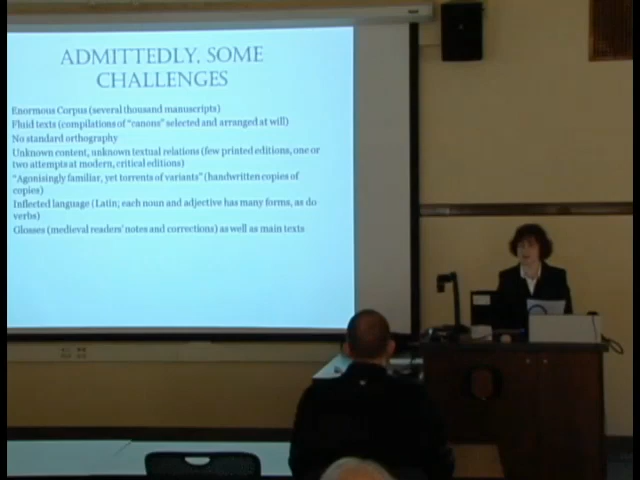 ADMITTEDLY, SOME
CHALLENGES
Enormous Corpus (several thousand manuscripts)
Fluid texts (compilations of "canons" selected and arranged at will)
No standard orthography
Unknown content, unknown textual relations (few printed editions, one or
two attempts at modern, critical editions)
"Agonisingly familiar, yet torrents of variants" (handwritten copies of
copies)
Inflected language (Latin; each noun and adjective has many forms, as do
verbs)
Glosses (medieval readers' notes and corrections) as well as main texts